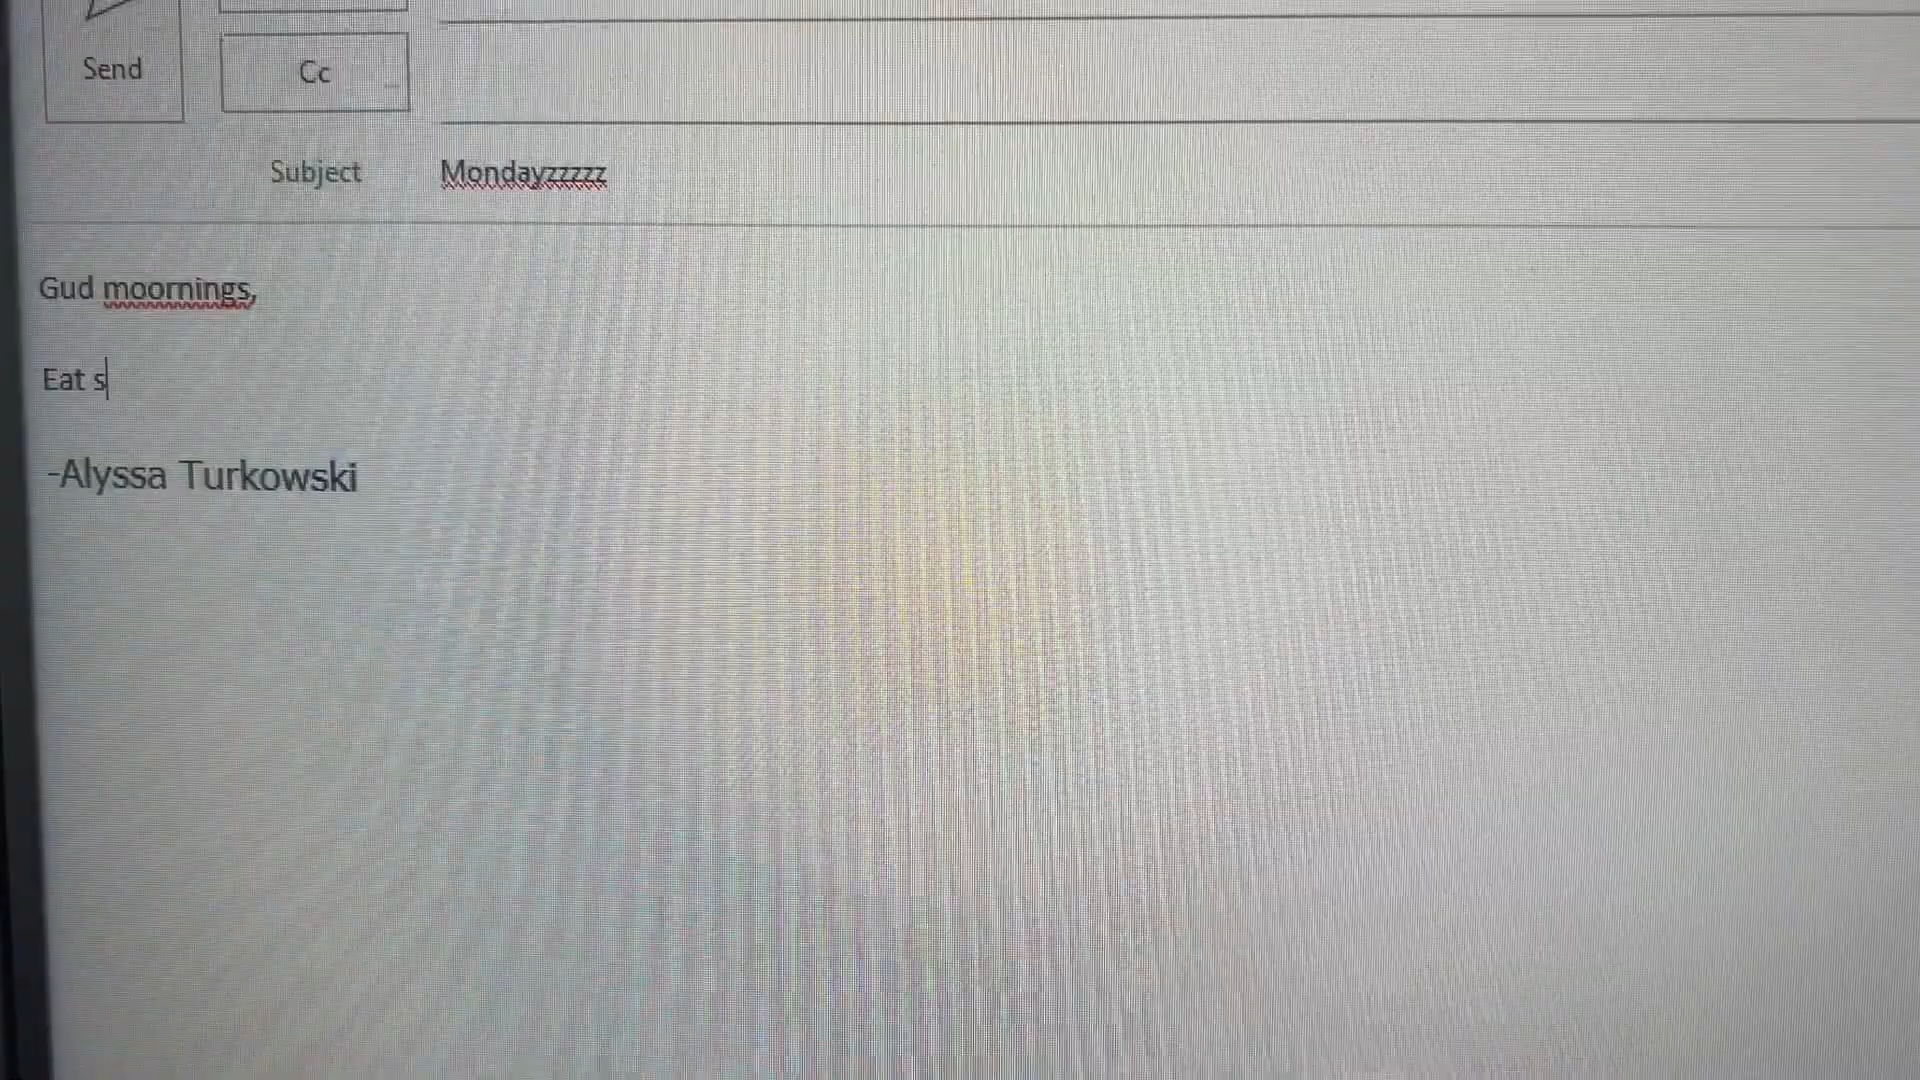 Send
Cc
Subject
Mondayzzzzz
Gud moornings,
Eat s
-Alyssa Turkowski